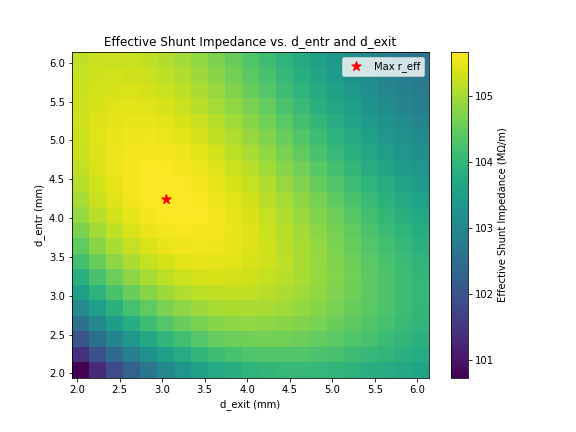 Effective Shunt Impedance vs. d_entr and d_exit
Max r_eff
6.0
5.5
5.0
4.5
4.0
3.5
3.0
2.5
2.0
d_entr (mm)
2.0 2.5 3.0 3.5 4.0 4.5 5.0 5.5 6.0
d_exit (mm)
105
104
103
102
101
Effective Shunt Impedance (MΩ/m)